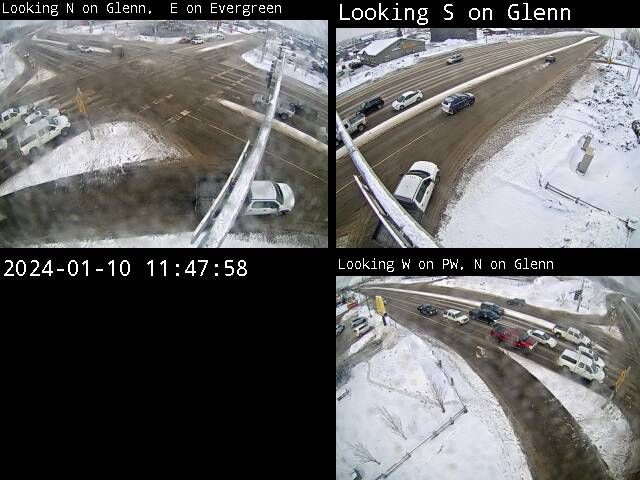 Looking N on Glenn, E on Evergreen
Looking S on Glenn
2024-01-10 11:47:58
Looking W on PW, N on Glenn